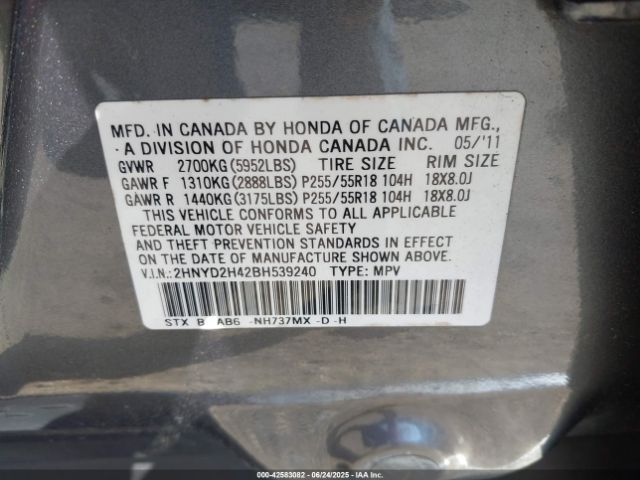 MFD. IN CANADA BY HONDA OF CANADA MFG.,
A DIVISION OF HONDA CANADA INC. 05/'11
GVWR 2700KG(5952LBS) TIRE SIZE RIM SIZE
GAWR F 1310KG(2888LBS) P255/55R18 104H 18X8.0J
GAWR R 1440KG(3175LBS) P255/55R18 104H 18X8.0J
THIS VEHICLE CONFORMS TO ALL APPLICABLE
FEDERAL MOTOR VEHICLE SAFETY
AND THEFT PREVENTION STANDARDS IN EFFECT
ON THE DATE OF MANUFACTURE SHOWN ABOVE.
V.I.N.:2HNYD2H42BH539240 TYPE: MPV
STX B AB6 -NH737MX -D -H
000-42583082 | 06/24/2025 | IAA Inc.